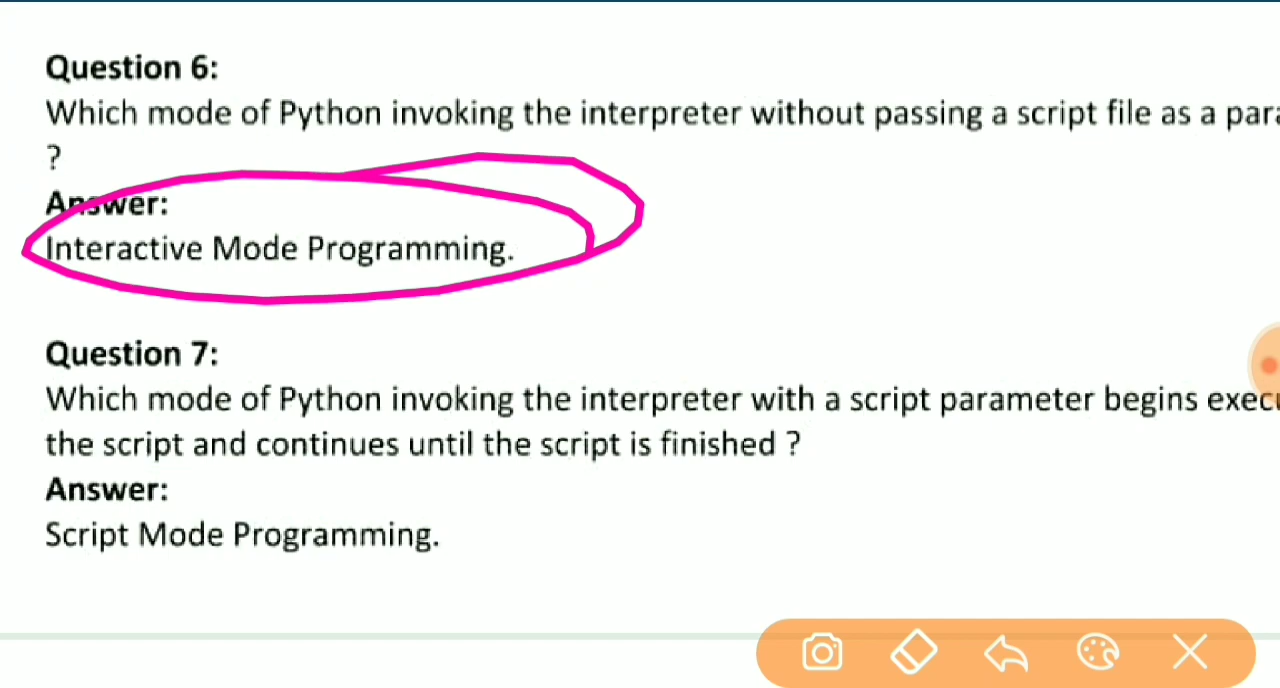 Question 6:
Which mode of Python invoking the interpreter without passing a script file as a
?
Answer:
Interactive Mode Programming.
Question 7:
Which mode of Python invoking the interpreter with a script parameter begins
the script and continues until the script is finished ?
Answer:
Script Mode Programming.